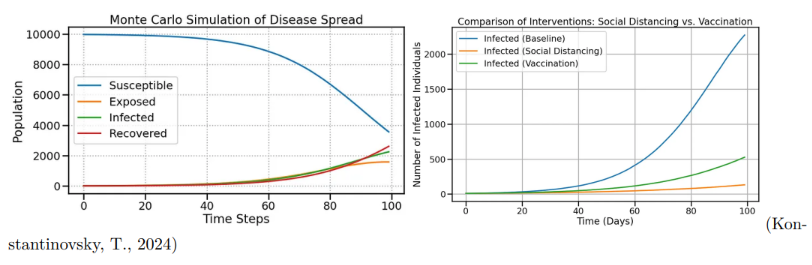 Monte Carlo Simulation of Disease Spread
10000
8000
6000
4000
2000
0
Population
Susceptible
Exposed
Infected
Recovered
0 20 40 60 80 100
Time Steps
Comparison of Interventions: Social Distancing vs. Vaccination
Infected (Baseline)
Infected (Social Distancing)
Infected (Vaccination)
2000
1500
1000
500
0
Number of Infected Individuals
0 20 40 60 80 100
Time (Days)
(Kon-
stantinovsky, T., 2024)